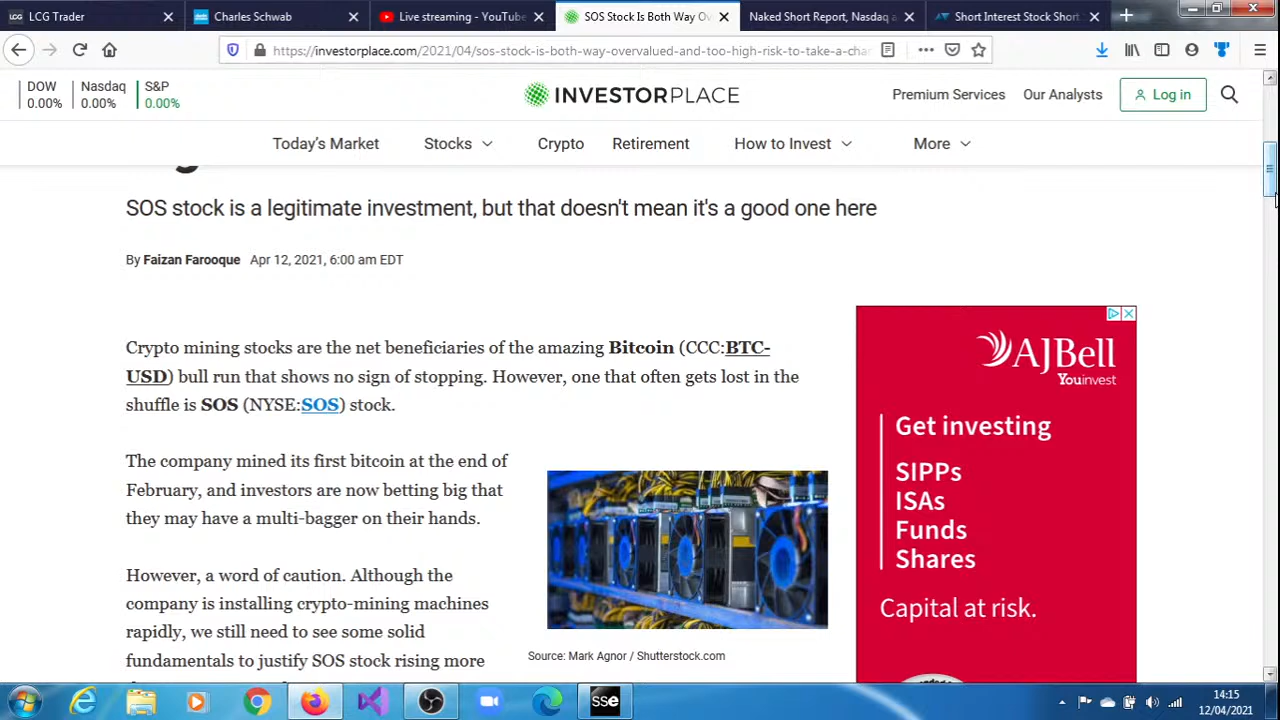 LCG Trader
Charles Schwab
Live streaming - YouTube
SOS Stock Is Both Way Ov
Naked Short Report, Nasdaq a
Short Interest Stock Short
https://investorplace.com/2021/04/sos-stock-is-both-way-overvalued-and-too-high-risk-to-take-a-cha
DOW
0.00%
Nasdaq
0.00%
S&P
0.00%
INVESTORPLACE
Premium Services
Our Analysts
Log in
Today's Market
Stocks
Crypto
Retirement
How to Invest
More
SOS stock is a legitimate investment, but that doesn't mean it's a good one here
By Faizan Farooque Apr 12, 2021, 6:00 am EDT
Crypto mining stocks are the net beneficiaries of the amazing Bitcoin (CCC:BTC-
USD) bull run that shows no sign of stopping. However, one that often gets lost in the
shuffle is SOS (NYSE:SOS) stock.
The company mined its first bitcoin at the end of
February, and investors are now betting big that
they may have a multi-bagger on their hands.
However, a word of caution. Although the
company is installing crypto-mining machines
rapidly, we still need to see some solid
fundamentals to justify SOS stock rising more
Source: Mark Agnor / Shutterstock.com
AJBell
Youinvest
Get investing
SIPPs
ISAs
Funds
Shares
Capital at risk.
sse
14:15
12/04/2021